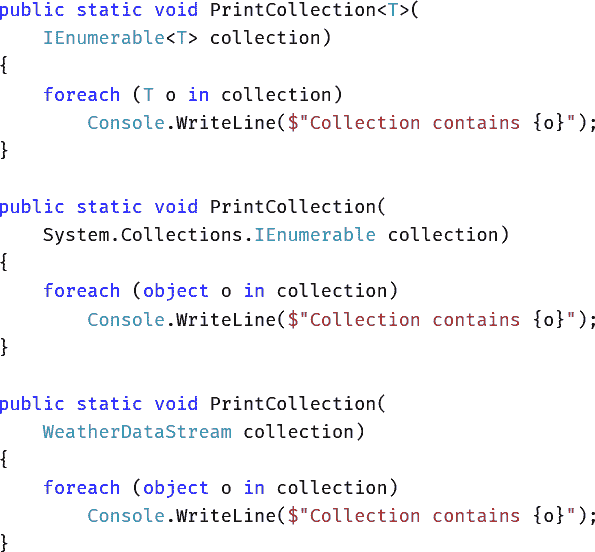 public static void PrintCollection<T>(
    IEnumerable<T> collection)
{
    foreach (T o in collection)
        Console.WriteLine($"Collection contains {o}");
}

public static void PrintCollection(
    System.Collections.IEnumerable collection)
{
    foreach (object o in collection)
        Console.WriteLine($"Collection contains {o}");
}

public static void PrintCollection(
    WeatherDataStream collection)
{
    foreach (object o in collection)
        Console.WriteLine($"Collection contains {o}");
}